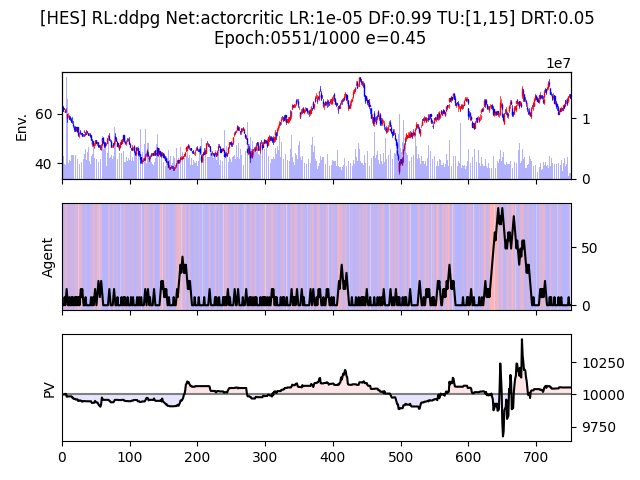 [HES] RL:ddpg Net:actorcritic LR:1e-05 DF:0.99 TU:[1,15] DRT:0.05
Epoch:0551/1000 e=0.45
1e7
Env.
60
40
1
0
Agent
50
0
PV
10250
10000
9750
0 100 200 300 400 500 600 700